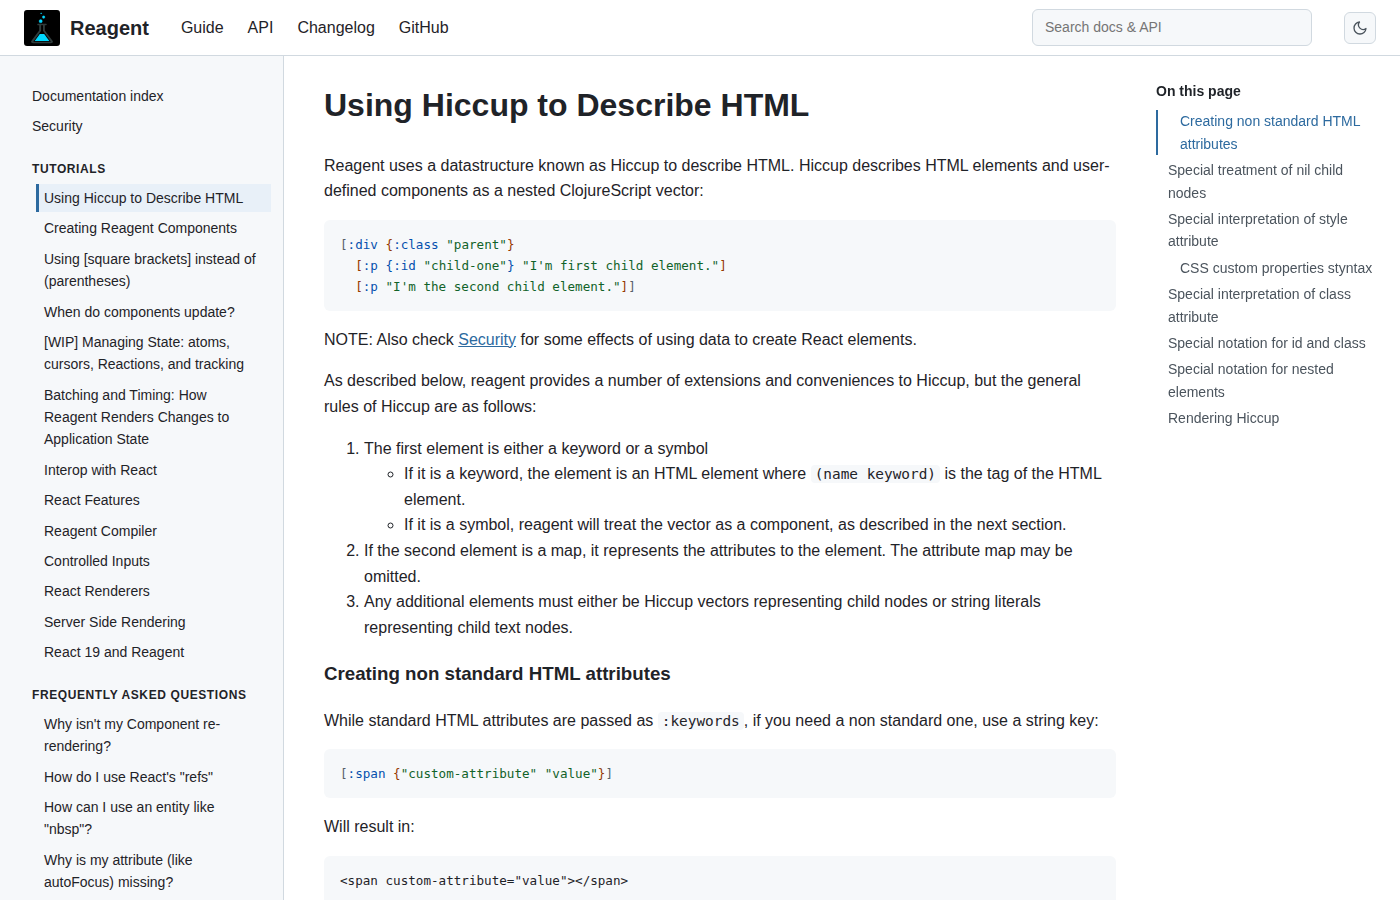 Reagent
Guide
API
Changelog
GitHub
Search docs & API
Documentation index
Security
TUTORIALS
Using Hiccup to Describe HTML
Creating Reagent Components
Using [square brackets] instead of
(parentheses)
When do components update?
[WIP] Managing State: atoms,
cursors, Reactions, and tracking
Batching and Timing: How
Reagent Renders Changes to
Application State
Interop with React
React Features
Reagent Compiler
Controlled Inputs
React Renderers
Server Side Rendering
React 19 and Reagent
FREQUENTLY ASKED QUESTIONS
Why isn't my Component re-
rendering?
How do I use React's "refs"
How can I use an entity like
"nbsp"?
Why is my attribute (like
autoFocus) missing?
Using Hiccup to Describe HTML
Reagent uses a datastructure known as Hiccup to describe HTML. Hiccup describes HTML elements and user-
defined components as a nested ClojureScript vector:
[:div {:class "parent"}
  [:p {:id "child-one"} "I'm first child element."]
  [:p "I'm the second child element."]]
NOTE: Also check Security for some effects of using data to create React elements.
As described below, reagent provides a number of extensions and conveniences to Hiccup, but the general
rules of Hiccup are as follows:
1. The first element is either a keyword or a symbol
◦ If it is a keyword, the element is an HTML element where (name keyword) is the tag of the HTML
element.
◦ If it is a symbol, reagent will treat the vector as a component, as described in the next section.
2. If the second element is a map, it represents the attributes to the element. The attribute map may be
omitted.
3. Any additional elements must either be Hiccup vectors representing child nodes or string literals
representing child text nodes.
Creating non standard HTML attributes
While standard HTML attributes are passed as :keywords, if you need a non standard one, use a string key:
[:span {"custom-attribute" "value"}]
Will result in:
<span custom-attribute="value"></span>
On this page
Creating non standard HTML
attributes
Special treatment of nil child
nodes
Special interpretation of style
attribute
CSS custom properties styntax
Special interpretation of class
attribute
Special notation for id and class
Special notation for nested
elements
Rendering Hiccup